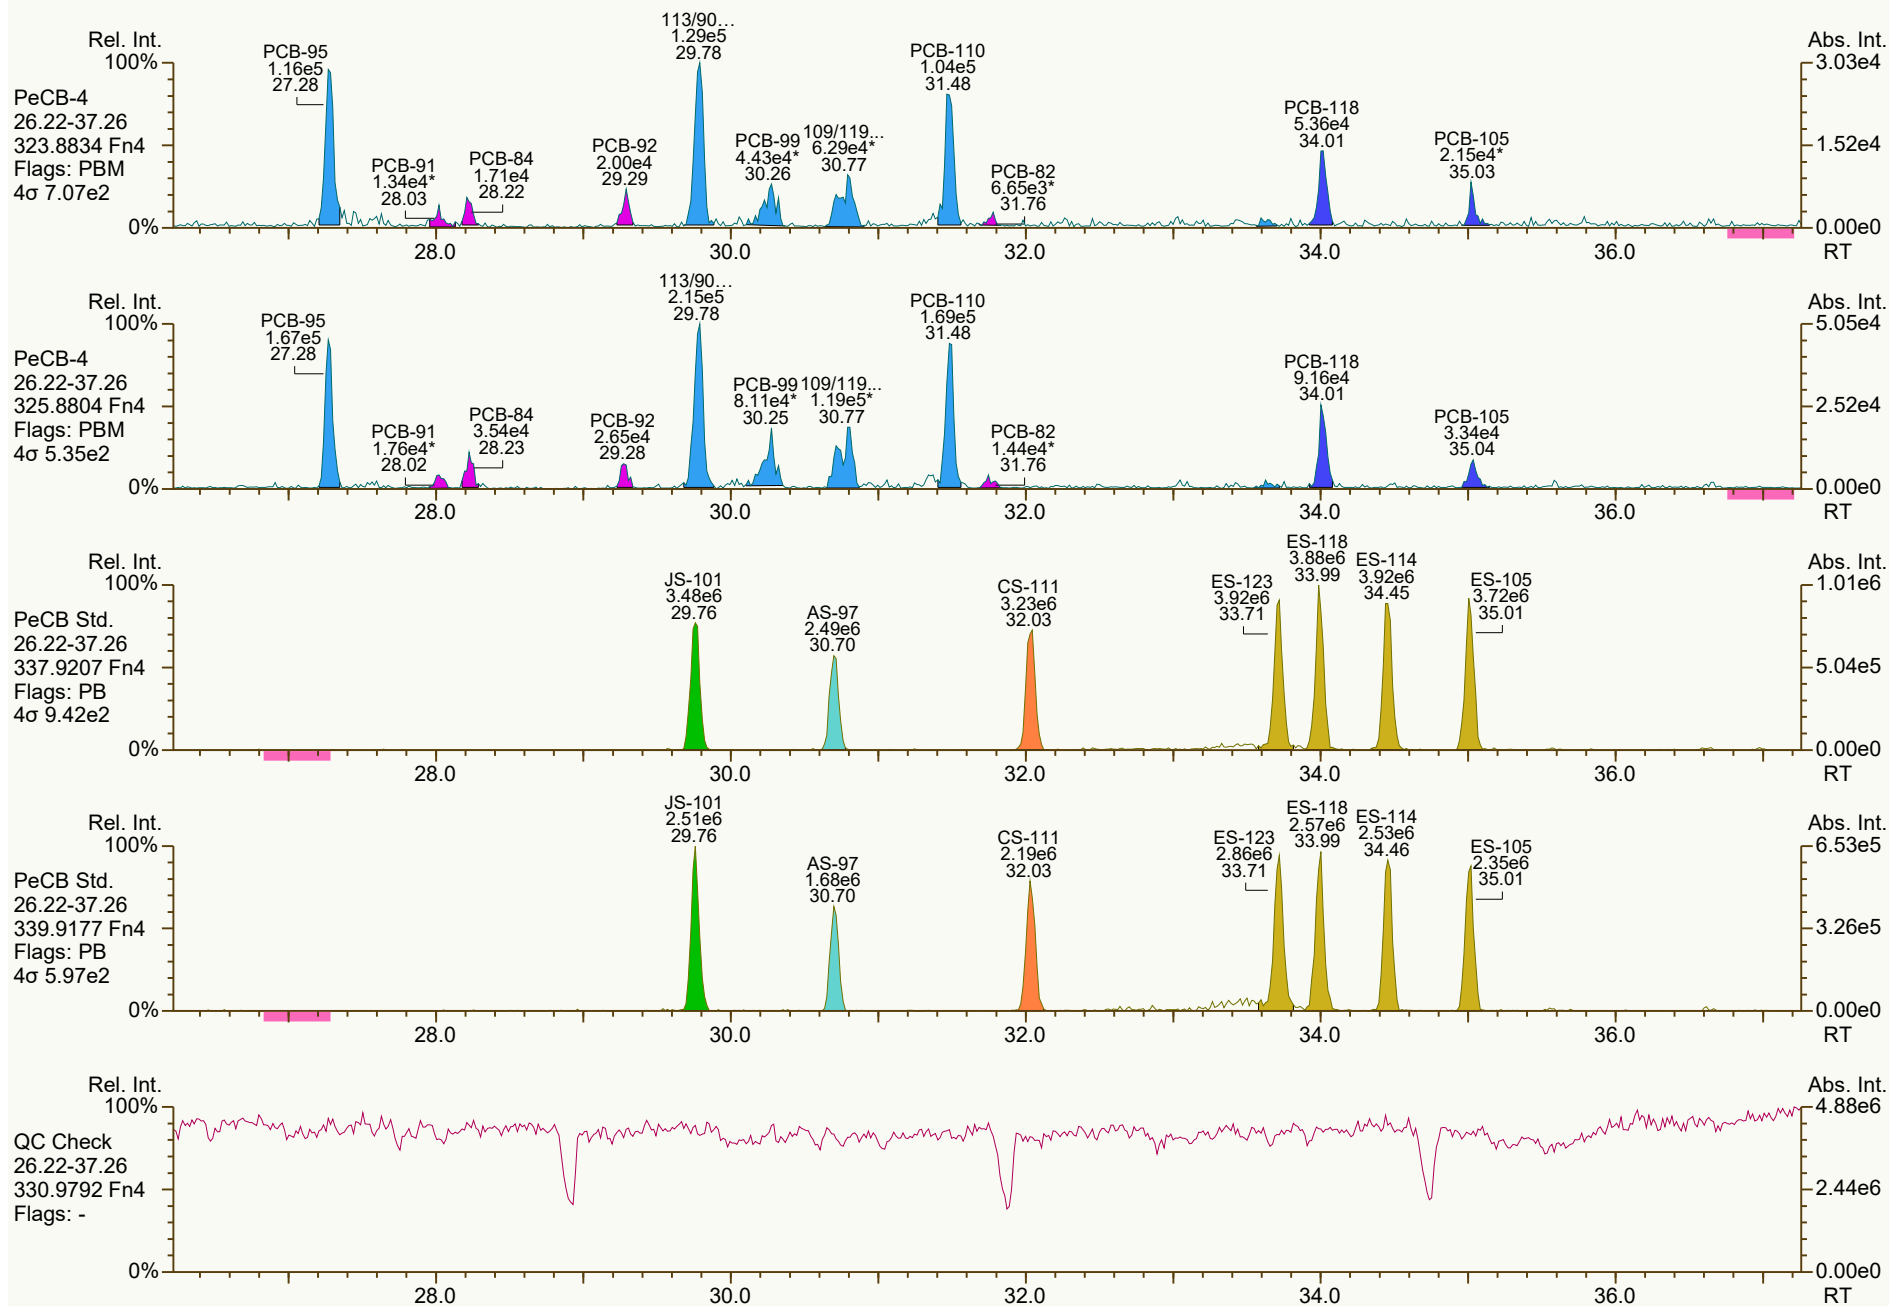 Rel. Int.
100%
0%
PeCB-4
26.22-37.26
323.8834 Fn4
Flags: PBM
4σ 7.07e2
PCB-95
1.16e5
27.28
PCB-91
1.34e4*
28.03
PCB-84
1.71e4
28.22
PCB-92
2.00e4
29.29
113/90...
1.29e5
29.78
PCB-99
4.43e4*
30.26
109/119...
6.29e4*
30.77
PCB-110
1.04e5
31.48
PCB-82
6.65e3*
31.76
PCB-118
5.36e4
34.01
PCB-105
2.15e4*
35.03
Abs. Int.
3.03e4
1.52e4
0.00e0
28.0 30.0 32.0 34.0 36.0 RT
Rel. Int.
100%
0%
PeCB-4
26.22-37.26
325.8804 Fn4
Flags: PBM
4σ 5.35e2
PCB-95
1.67e5
27.28
PCB-91
1.76e4*
28.02
PCB-84
3.54e4
28.23
PCB-92
2.65e4
29.28
113/90...
2.15e5
29.78
PCB-99
8.11e4*
30.25
109/119...
1.19e5*
30.77
PCB-110
1.69e5
31.48
PCB-82
1.44e4*
31.76
PCB-118
9.16e4
34.01
PCB-105
3.34e4
35.04
Abs. Int.
5.05e4
2.52e4
0.00e0
28.0 30.0 32.0 34.0 36.0 RT
Rel. Int.
100%
0%
PeCB Std.
26.22-37.26
337.9207 Fn4
Flags: PB
4σ 9.42e2
JS-101
3.48e6
29.76
AS-97
2.49e6
30.70
CS-111
3.23e6
32.03
ES-123
3.92e6
33.71
ES-118
3.88e6
33.99
ES-114
3.92e6
34.45
ES-105
3.72e6
35.01
Abs. Int.
1.01e6
5.04e5
0.00e0
28.0 30.0 32.0 34.0 36.0 RT
Rel. Int.
100%
0%
PeCB Std.
26.22-37.26
339.9177 Fn4
Flags: PB
4σ 5.97e2
JS-101
2.51e6
29.76
AS-97
1.68e6
30.70
CS-111
2.19e6
32.03
ES-123
2.86e6
33.71
ES-118
2.57e6
33.99
ES-114
2.53e6
34.46
ES-105
2.35e6
35.01
Abs. Int.
6.53e5
3.26e5
0.00e0
28.0 30.0 32.0 34.0 36.0 RT
Rel. Int.
100%
0%
QC Check
26.22-37.26
330.9792 Fn4
Flags: -
Abs. Int.
4.88e6
2.44e6
0.00e0
28.0 30.0 32.0 34.0 36.0 RT